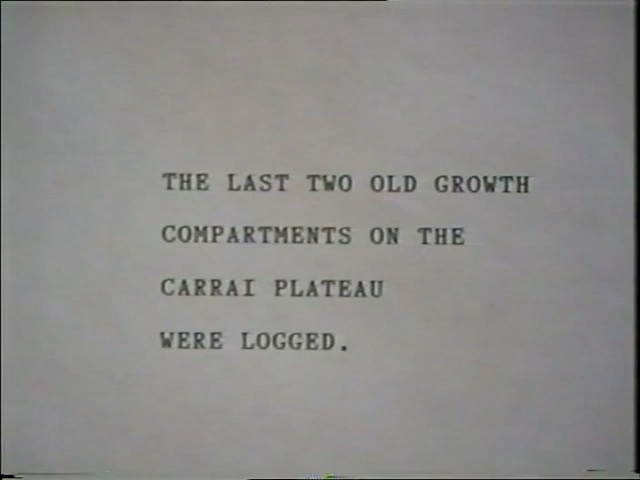 THE LAST TWO OLD GROWTH
COMPARTMENTS ON THE
CARRAI PLATEAU
WERE LOGGED.